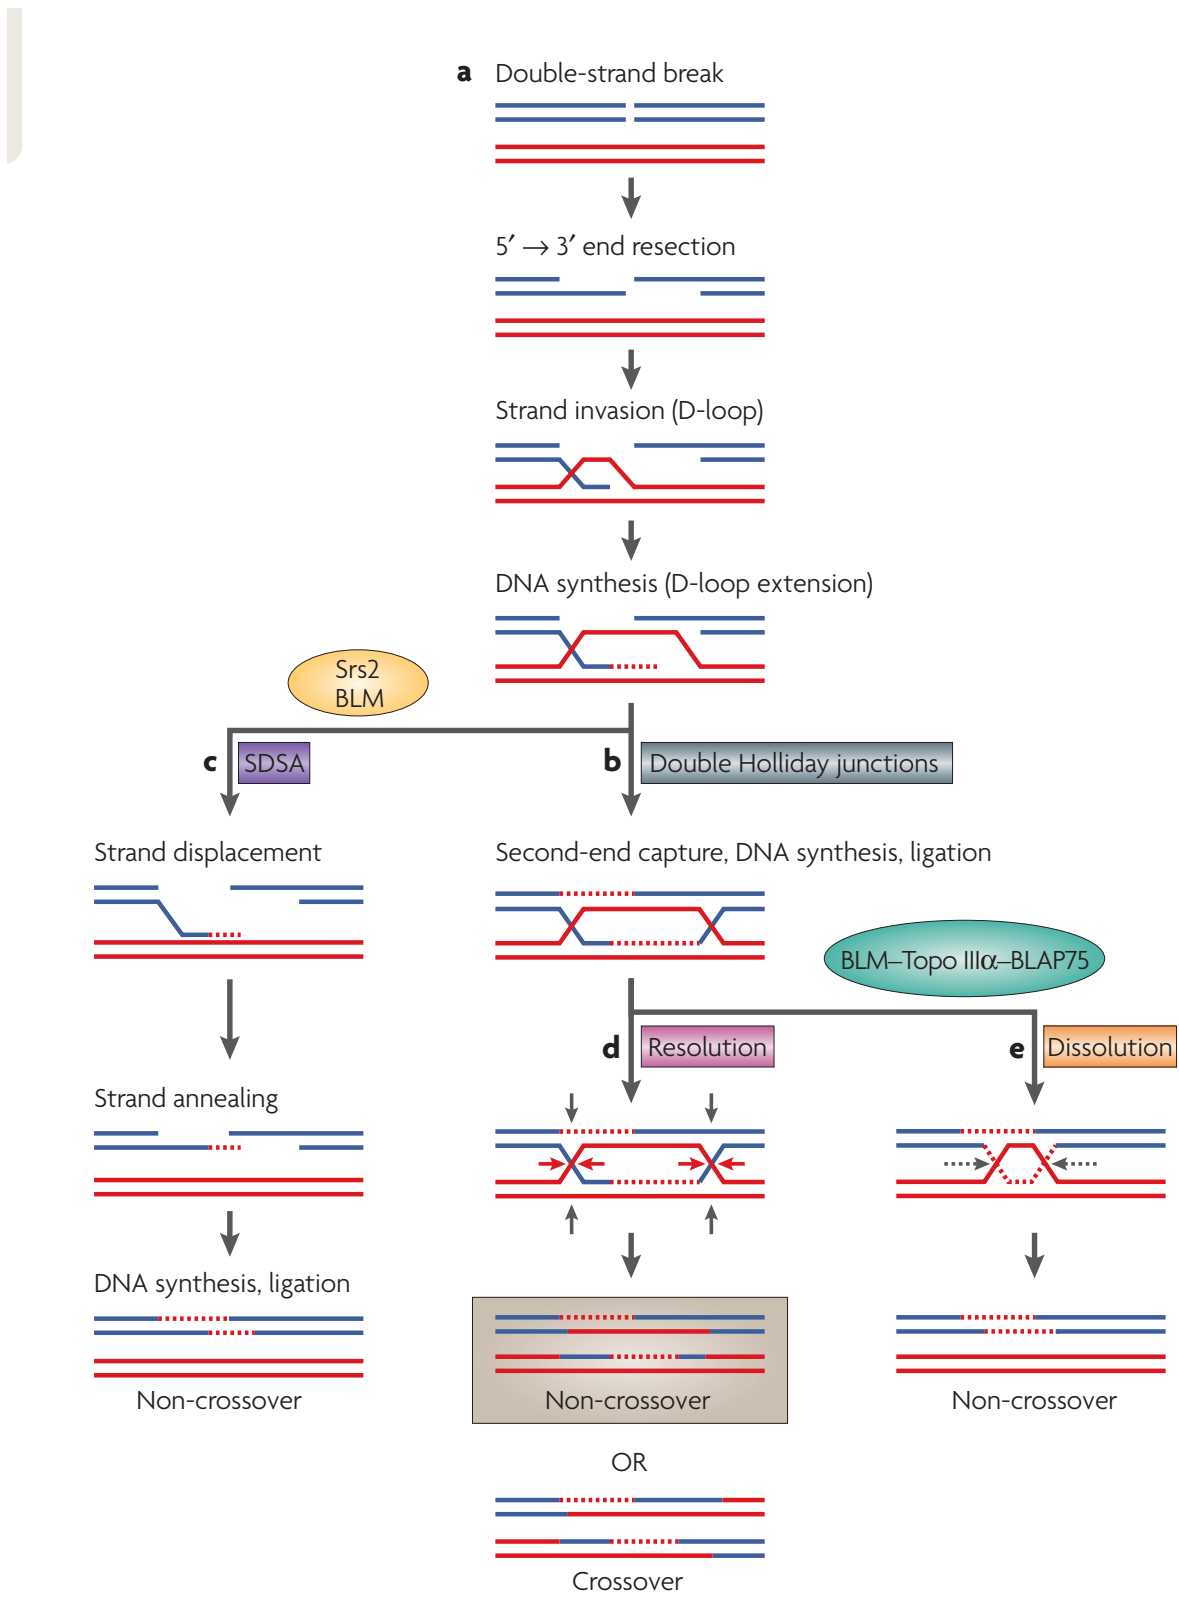 a Double-strand break
5′ → 3′ end resection
Strand invasion (D-loop)
DNA synthesis (D-loop extension)
Srs2
BLM
c SDSA
b Double Holliday junctions
Strand displacement
Second-end capture, DNA synthesis, ligation
BLM–Topo IIIα–BLAP75
d Resolution
e Dissolution
Strand annealing
DNA synthesis, ligation
Non-crossover
Non-crossover
Non-crossover
OR
Crossover